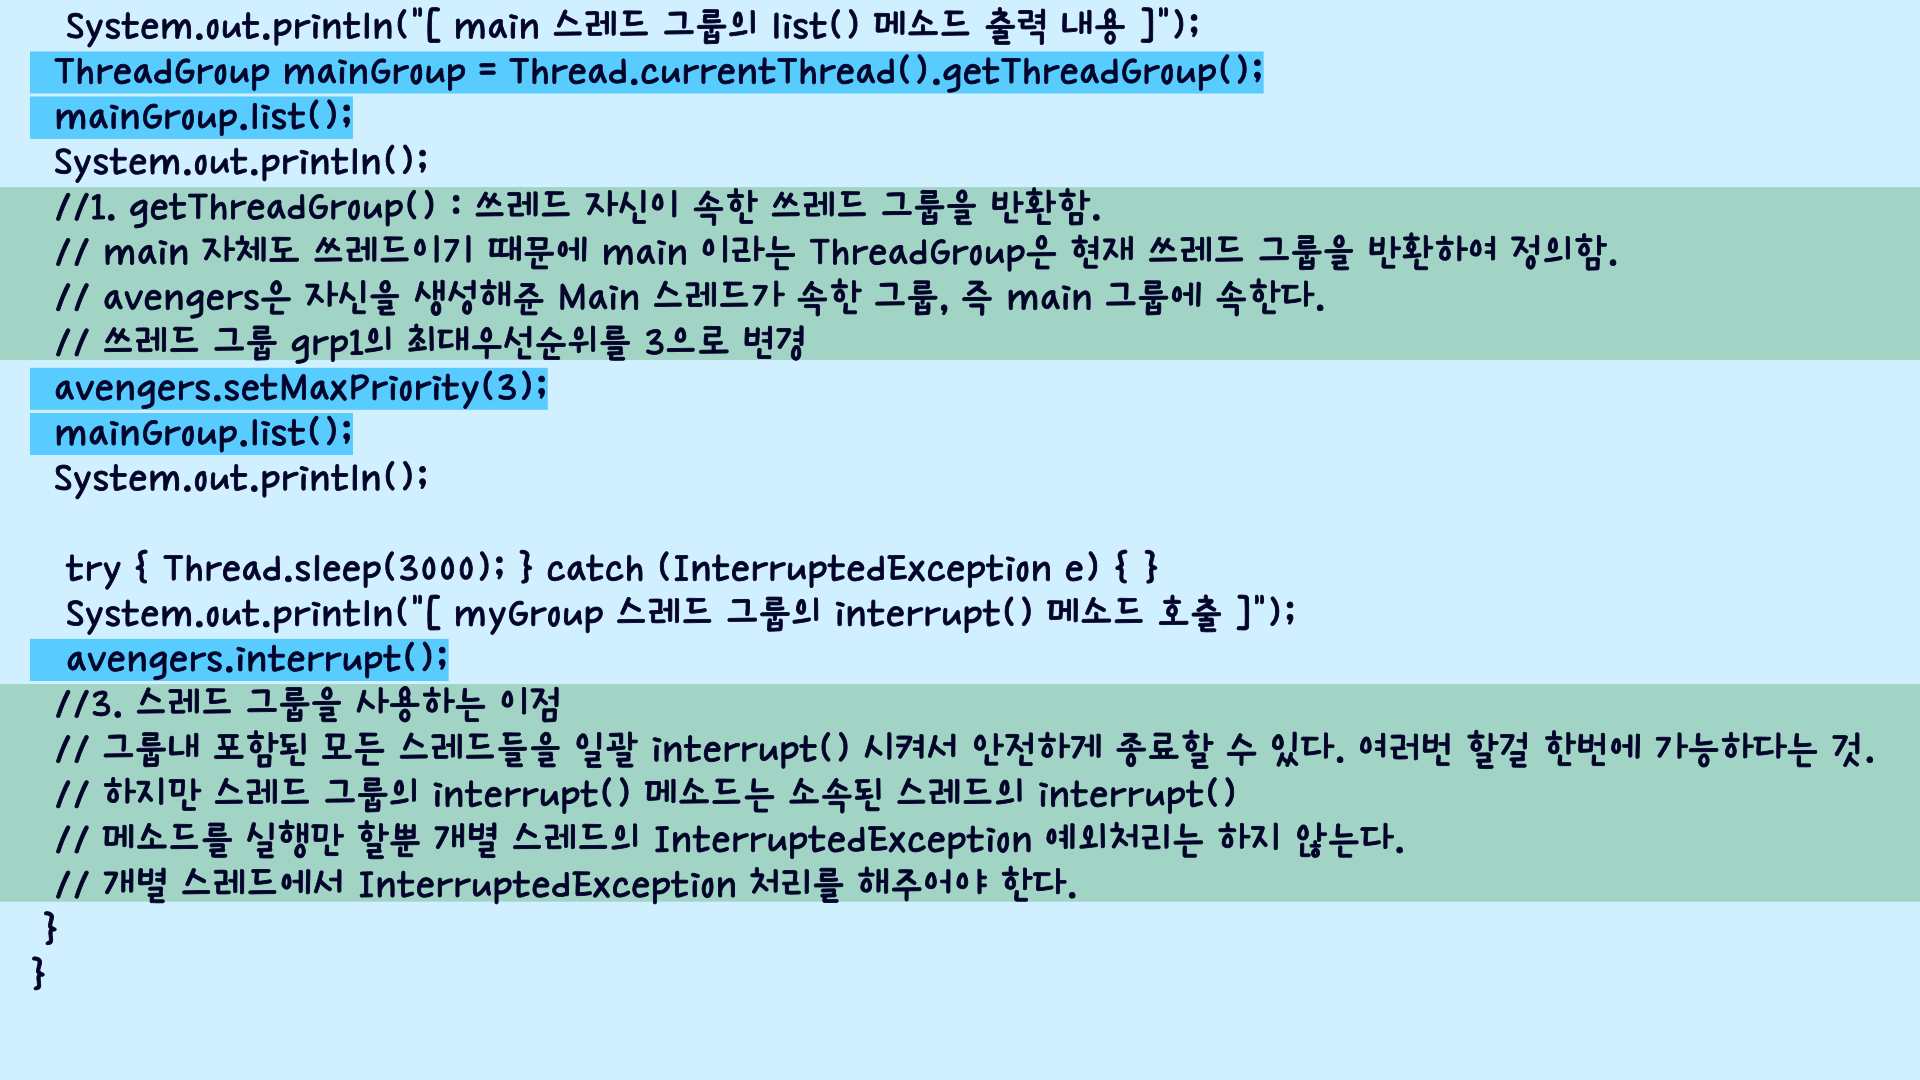 System.out.println("[ main 스레드 그룹의 list() 메소드 출력 내용 ]");
ThreadGroup mainGroup = Thread.currentThread().getThreadGroup();
mainGroup.list();
System.out.println();
//1. getThreadGroup() : 쓰레드 자신이 속한 쓰레드 그룹을 반환함.
// main 자체도 쓰레드이기 때문에 main 이라는 ThreadGroup은 현재 쓰레드 그룹을 반환하여 정의함.
// avengers은 자신을 생성해준 Main 스레드가 속한 그룹, 즉 main 그룹에 속한다.
// 쓰레드 그룹 grp1의 최대우선순위를 3으로 변경
avengers.setMaxPriority(3);
mainGroup.list();
System.out.println();
try { Thread.sleep(3000); } catch (InterruptedException e) { }
System.out.println("[ myGroup 스레드 그룹의 interrupt() 메소드 호출 ]");
avengers.interrupt();
//3. 스레드 그룹을 사용하는 이점
// 그룹내 포함된 모든 스레드들을 일괄 interrupt() 시켜서 안전하게 종료할 수 있다. 여러번 할걸 한번에 가능하다는 것.
// 하지만 스레드 그룹의 interrupt() 메소드는 소속된 스레드의 interrupt()
// 메소드를 실행만 할뿐 개별 스레드의 InterruptedException 예외처리는 하지 않는다.
// 개별 스레드에서 InterruptedException 처리를 해주어야 한다.
}
}